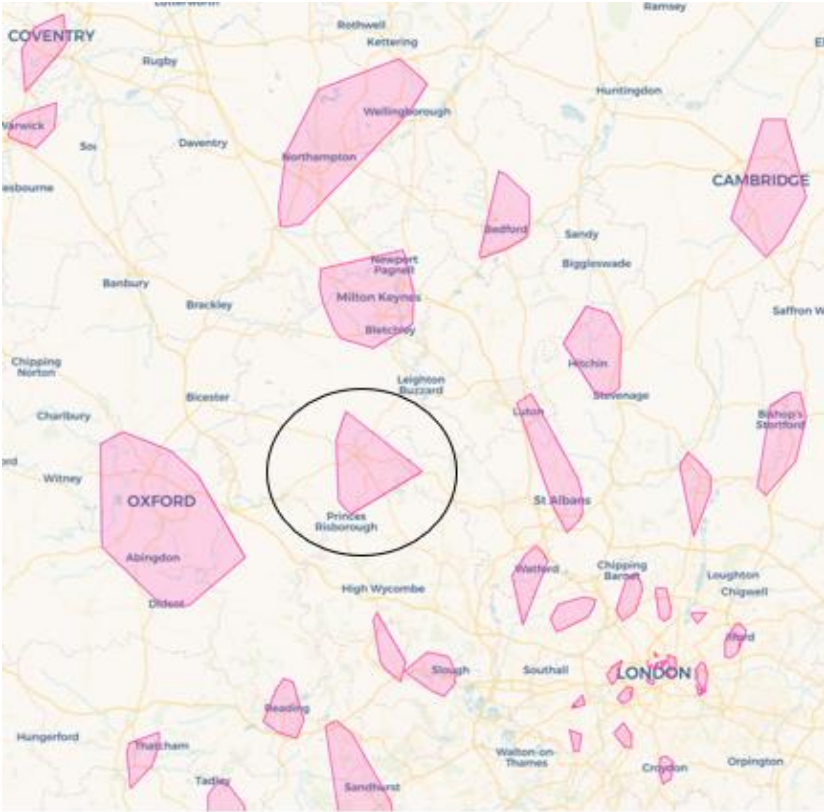 Lutterworth
Ramsey
Rothwell
COVENTRY
Kettering
Rugby
Huntingdon
Wellingborough
Warwick
Daventry
Northampton
CAMBRIDGE
esbourne
Bedford
Sandy
Biggleswade
Newport
Pagnell
Banbury
Milton Keynes
Brackley
Saffron W
Bletchley
Chipping
Norton
Hitchin
Leighton
Buzzard
Stevenage
Bicester
Luton
Charlbury
Bishop's
Stortford
ord
Witney
OXFORD
St Albans
Princes
Risborough
Abingdon
Watford
Chipping
Barnet
Loughton
High Wycombe
Chigwell
Didcot
Ilford
Slough
Southall
LONDON
Reading
Hungerford
Thatcham
Walton-on-
Thames
Croydon
Orpington
Tadley
Sandhurst